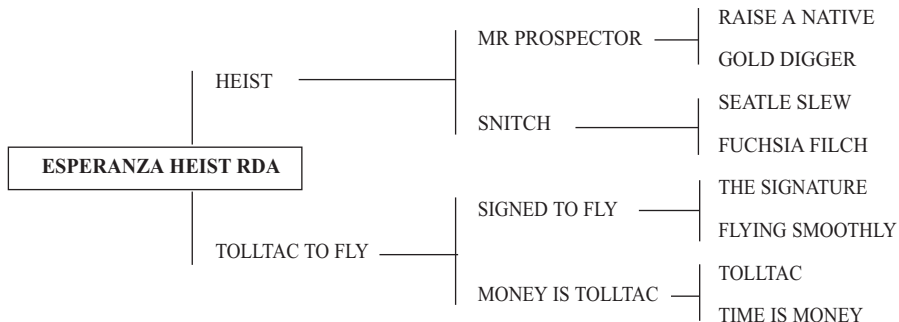 RAISE A NATIVE
MR PROSPECTOR
GOLD DIGGER
HEIST
SEATLE SLEW
SNITCH
FUCHSIA FILCH
ESPERANZA HEIST RDA
THE SIGNATURE
SIGNED TO FLY
FLYING SMOOTHLY
TOLLTAC TO FLY
TOLLTAC
MONEY IS TOLLTAC
TIME IS MONEY